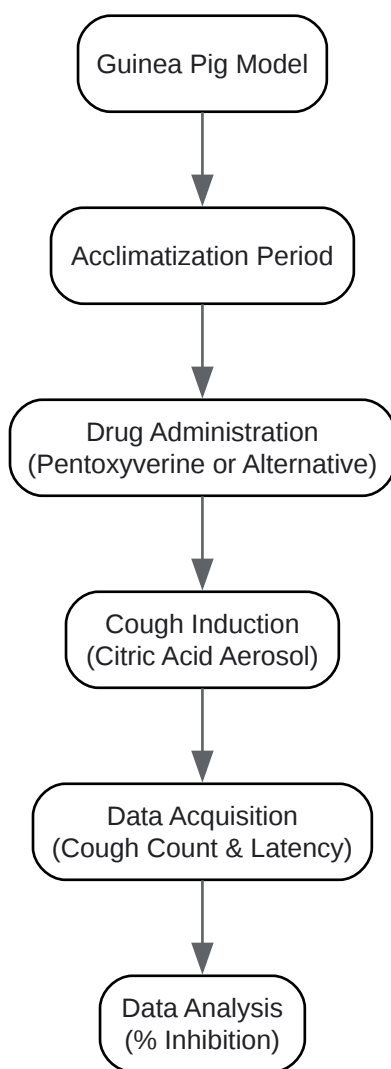 Guinea Pig Model
Acclimatization Period
Drug Administration
(Pentoxyverine or Alternative)
Cough Induction
(Citric Acid Aerosol)
Data Acquisition
(Cough Count & Latency)
Data Analysis
(% Inhibition)